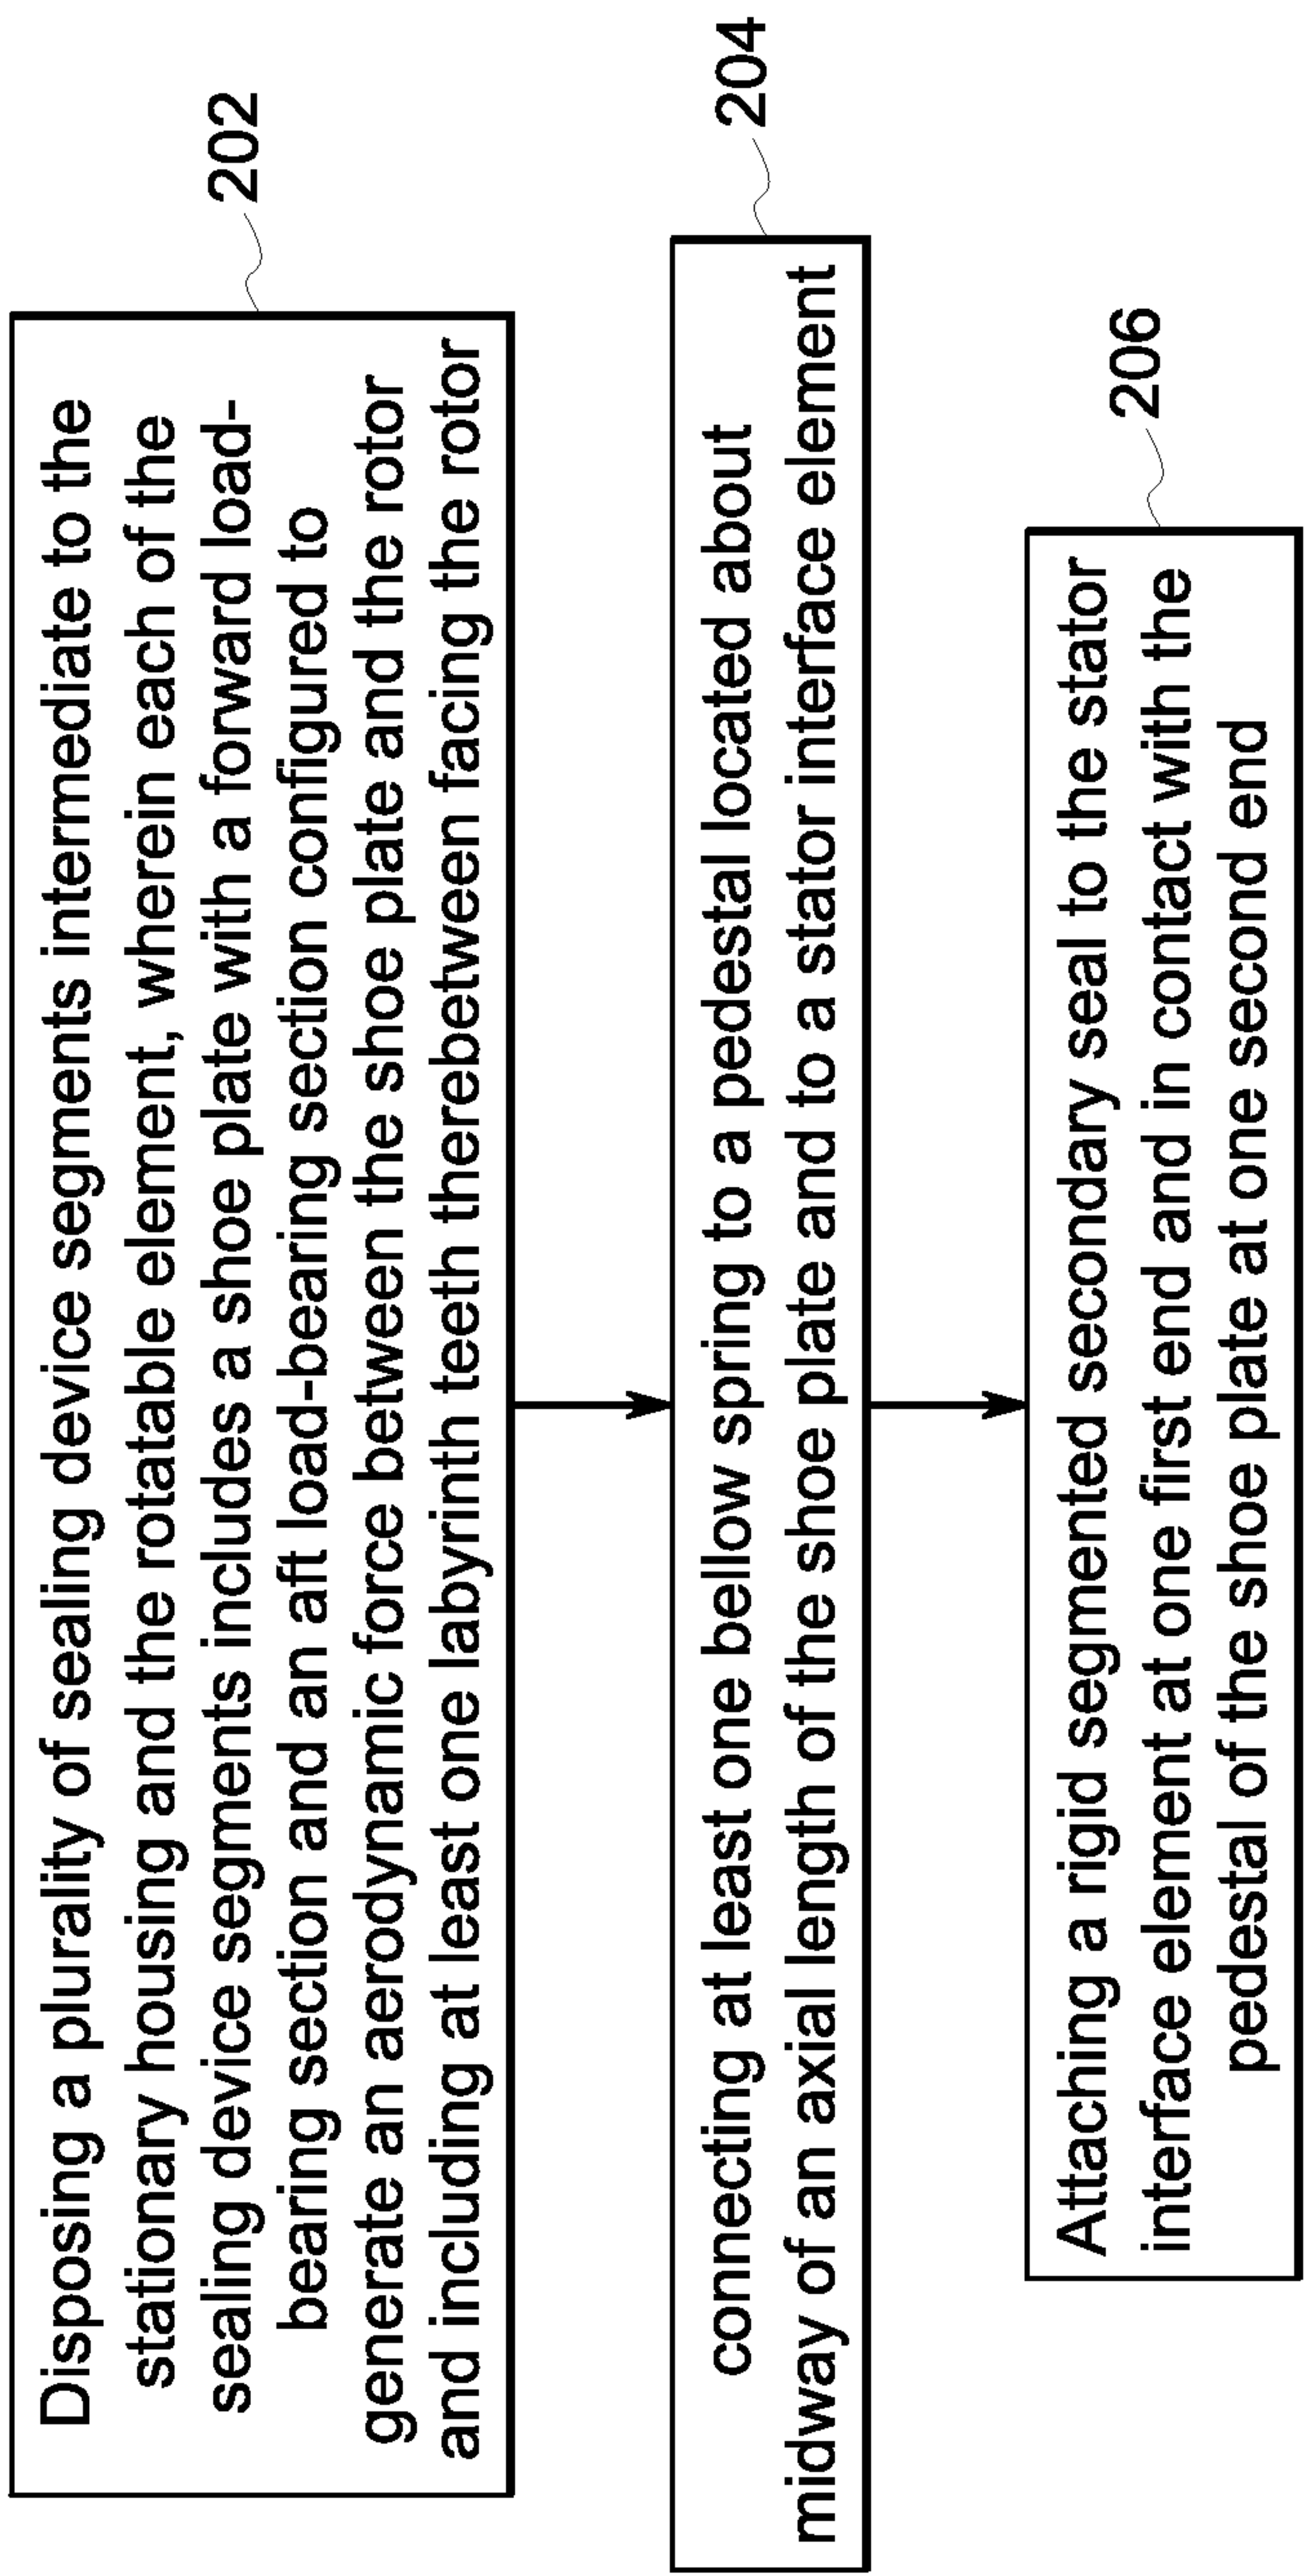 Disposing a plurality of sealing device segments intermediate to the
stationary housing and the rotatable element, wherein each of the
sealing device segments includes a shoe plate with a forward load-
bearing section and an aft load-bearing section configured to
generate an aerodynamic force between the shoe plate and the rotor
and including at least one labyrinth teeth therebetween facing the rotor
202
connecting at least one bellow spring to a pedestal located about
midway of an axial length of the shoe plate and to a stator interface element
204
Attaching a rigid segmented secondary seal to the stator
interface element at one first end and in contact with the
pedestal of the shoe plate at one second end
206